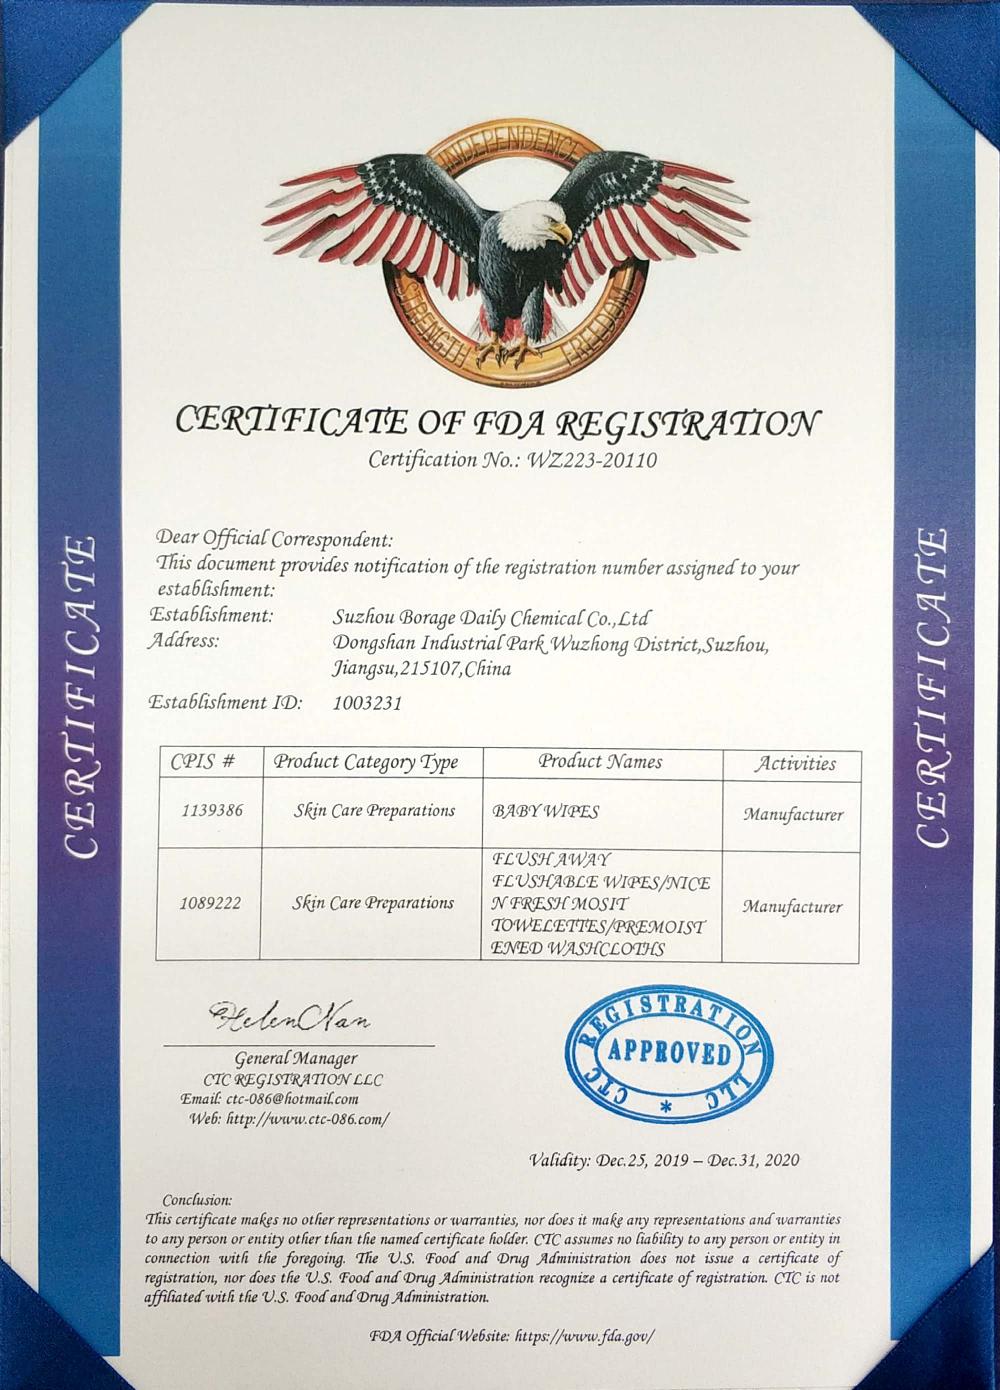 INDEPENDENCE
STRENGTH
FREEDOM
CERTIFICATE OF FDA REGISTRATION
Certification No.: WZ223-20110
CERTIFICATE
CERTIFICATE
Dear Official Correspondent:
This document provides notification of the registration number assigned to your
establishment:
Establishment: Suzhou Borage Daily Chemical Co.,Ltd
Address: Dongshan Industrial Park,Wuzhong District,Suzhou,
Jiangsu,215107,China
Establishment ID: 1003231
CPIS # Product Category Type Product Names Activities
1139386 Skin Care Preparations BABY WIPES Manufacturer
FLUSH AWAY
FLUSHABLE WIPES/NICE
1089222 Skin Care Preparations N FRESH MOSIT Manufacturer
TOWELETTES/PREMOIST
ENED WASHCLOTHS
Helen Nan
General Manager
CTC REGISTRATION LLC
Email: ctc-086@hotmail.com
Web: http://www.ctc-086.com/
CTC REGISTRATION LLC
APPROVED
*
Validity: Dec.25, 2019 – Dec.31, 2020
Conclusion:
This certificate makes no other representations or warranties, nor does it make any representations and warranties
to any person or entity other than the named certificate holder. CTC assumes no liability to any person or entity in
connection with the foregoing. The U.S. Food and Drug Administration does not issue a certificate of
registration, nor does the U.S. Food and Drug Administration recognize a certificate of registration. CTC is not
affiliated with the U.S. Food and Drug Administration.
FDA Official Website: https://www.fda.gov/